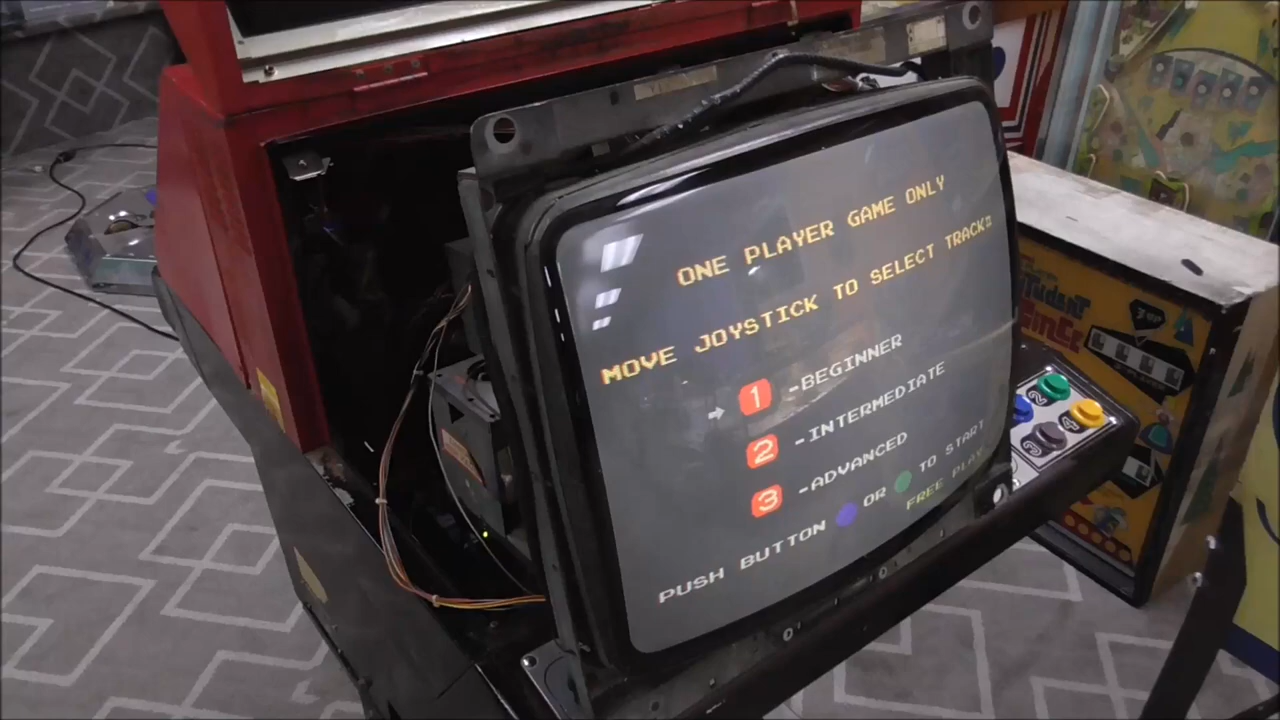 ONE PLAYER GAME ONLY
MOVE JOYSTICK TO SELECT TRACK:
1 -BEGINNER
2 -INTERMEDIATE
3 -ADVANCED
PUSH BUTTON OR TO START
FREE PLAY